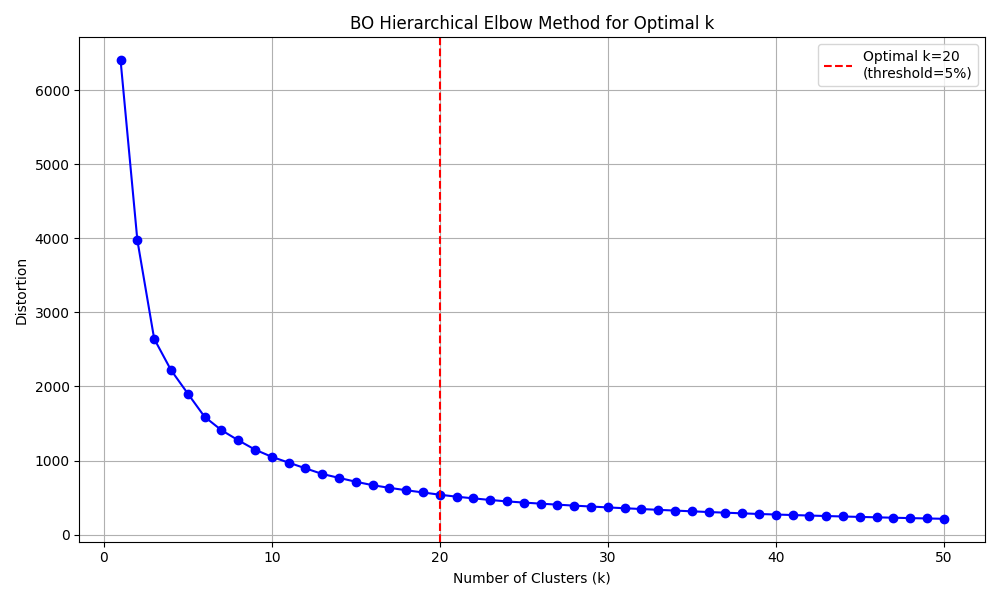 BO Hierarchical Elbow Method for Optimal k
Optimal k=20
(threshold=5%)
Distortion
6000
5000
4000
3000
2000
1000
0
0 10 20 30 40 50
Number of Clusters (k)